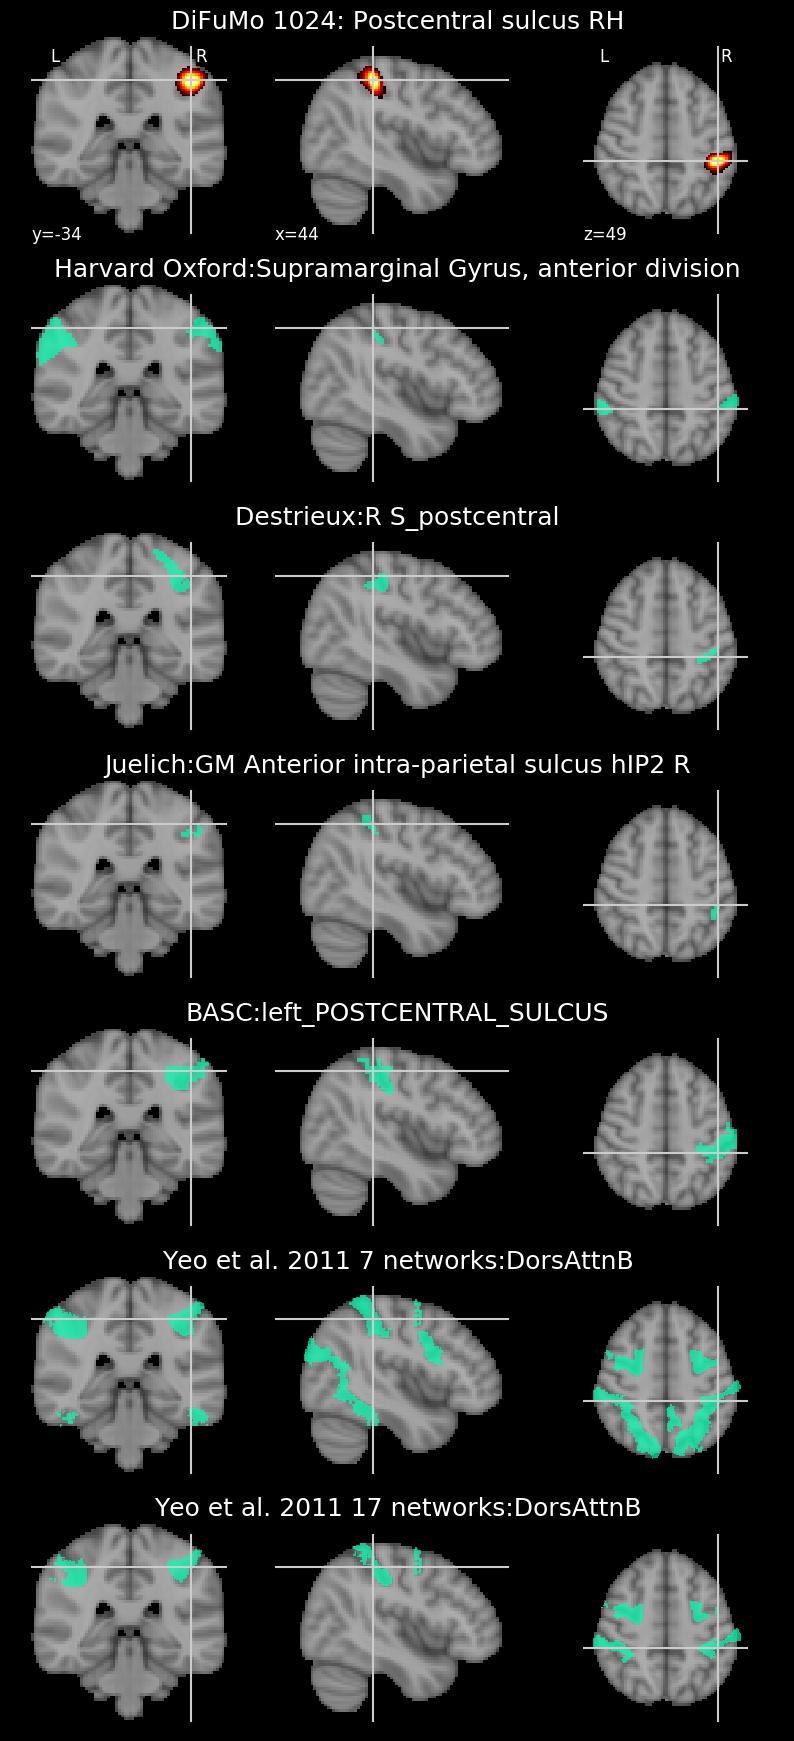 DiFuMo 1024: Postcentral sulcus RH
L R L R
y=-34 x=44 z=49
Harvard Oxford:Supramarginal Gyrus, anterior division
Destrieux:R S_postcentral
Juelich:GM Anterior intra-parietal sulcus hIP2 R
BASC:left_POSTCENTRAL_SULCUS
Yeo et al. 2011 7 networks:DorsAttnB
Yeo et al. 2011 17 networks:DorsAttnB